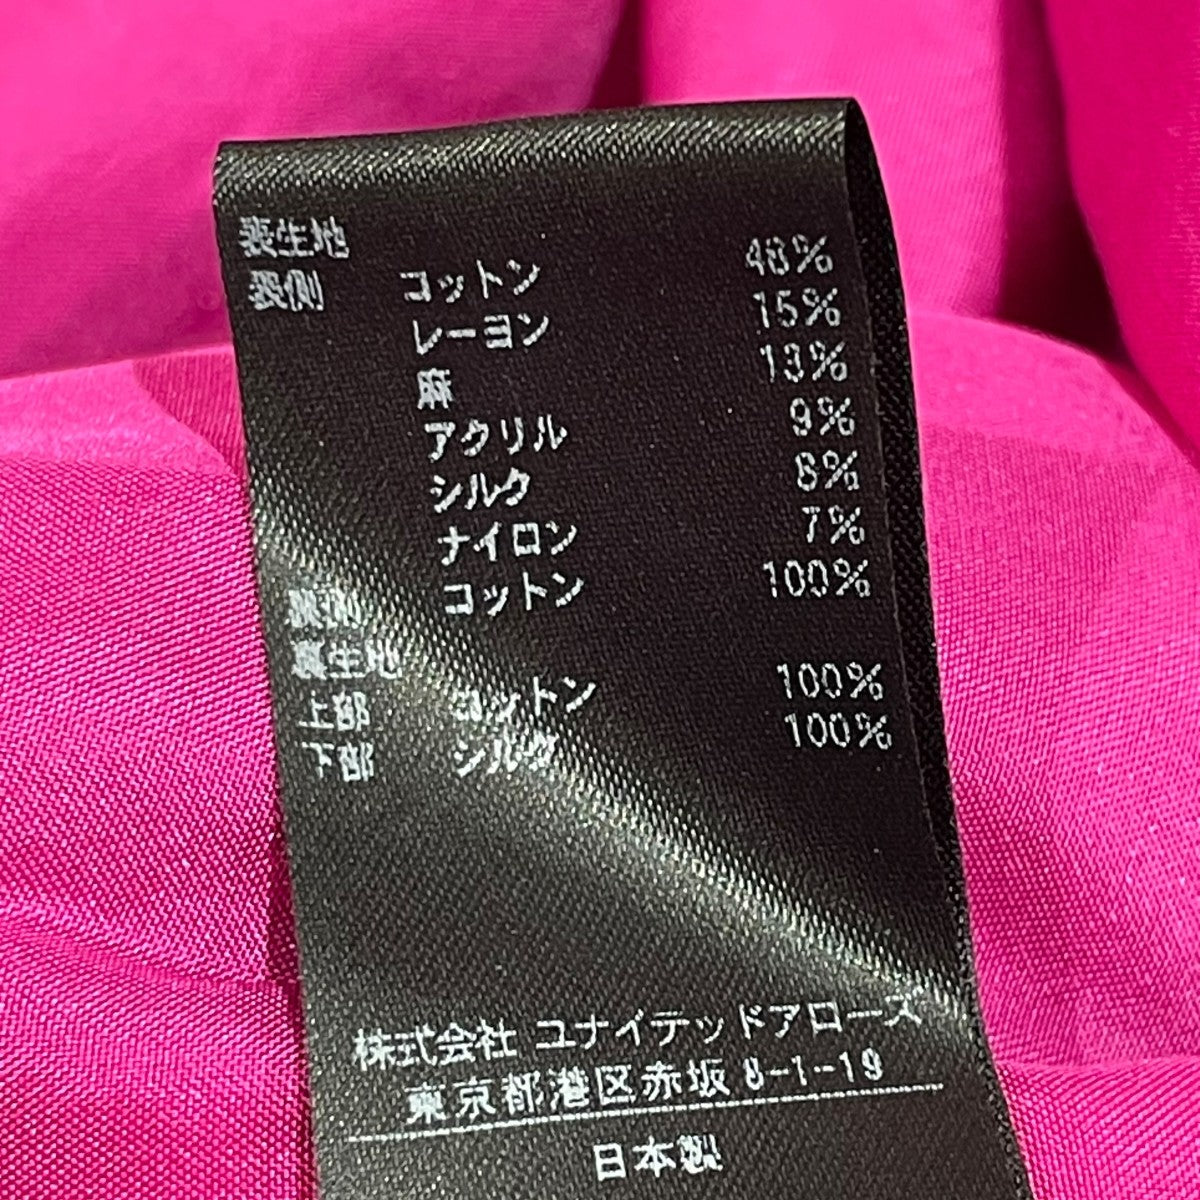 表生地
表側 コットン 48%
レーヨン 15%
麻 13%
アクリル 9%
シルク 8%
ナイロン 7%
裏側 コットン 100%
裏生地
上部 コットン 100%
下部 シルク 100%
株式会社 ユナイテッドアローズ
東京都港区赤坂 8-1-19
日本製